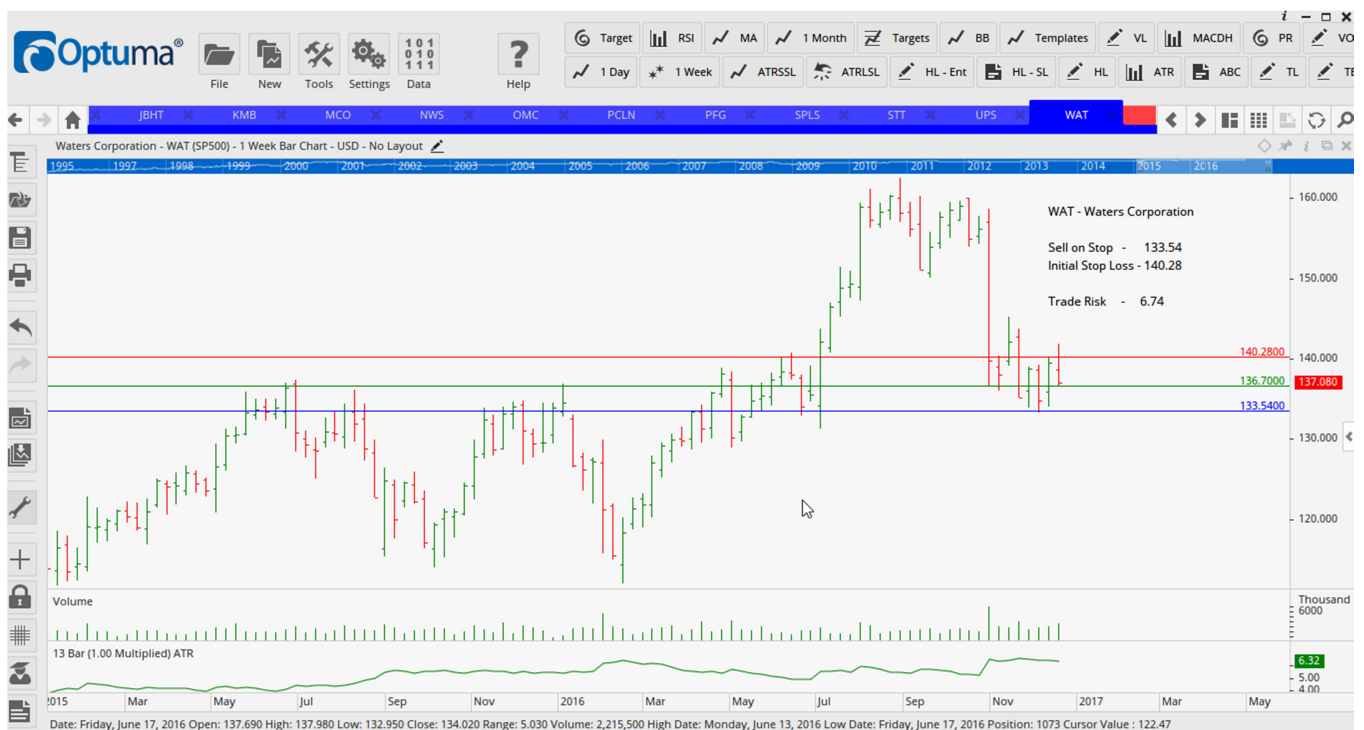 i
Optuma®
File
New
Tools
Settings
101
010
111
Data
?
Help
Target RSI MA 1 Month Targets BB Templates VL MACDH PR VO
1 Day 1 Week ATRSSL ATRLSL HL - Ent HL - SL HL ATR ABC TL TE
JBHT KMB MCO NWS OMC PCLN PFG SPLS STT UPS WAT
Waters Corporation - WAT (SP500) - 1 Week Bar Chart - USD - No Layout
1995 1997 1998 1999 2000 2001 2002 2003 2004 2005 2006 2007 2008 2009 2010 2011 2012 2013 2014 2015 2016
160.000
WAT - Waters Corporation
Sell on Stop - 133.54
Initial Stop Loss - 140.28
150.000
Trade Risk - 6.74
140.2800
140.000
136.7000
137.080
133.5400
130.000
120.000
Volume
Thousand
6000
13 Bar (1.00 Multiplied) ATR
6.32
5.00
4.00
2015 Mar May Jul Sep Nov 2016 Mar May Jul Sep Nov 2017 Mar May
Date: Friday, June 17, 2016 Open: 137.690 High: 137.980 Low: 132.950 Close: 134.020 Range: 5.030 Volume: 2,215,500 High Date: Monday, June 13, 2016 Low Date: Friday, June 17, 2016 Position: 1073 Cursor Value : 122.47